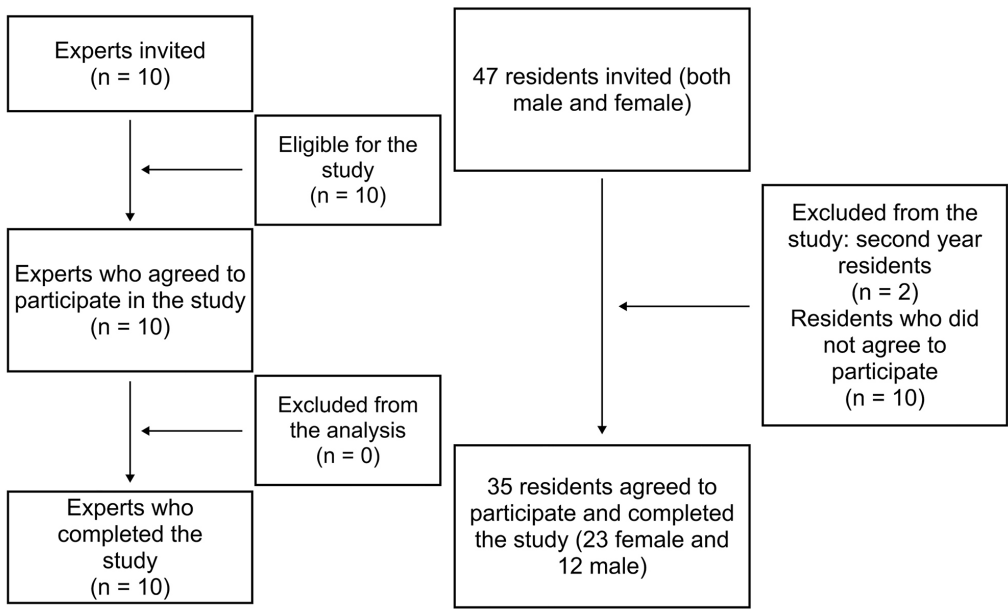 Experts invited
(n = 10)
Eligible for the
study
(n = 10)
Experts who agreed to
participate in the study
(n = 10)
Excluded from
the analysis
(n = 0)
Experts who
completed the
study
(n = 10)
47 residents invited (both
male and female)
Excluded from the
study: second year
residents
(n = 2)
Residents who did
not agree to
participate
(n = 10)
35 residents agreed to
participate and completed
the study (23 female and
12 male)